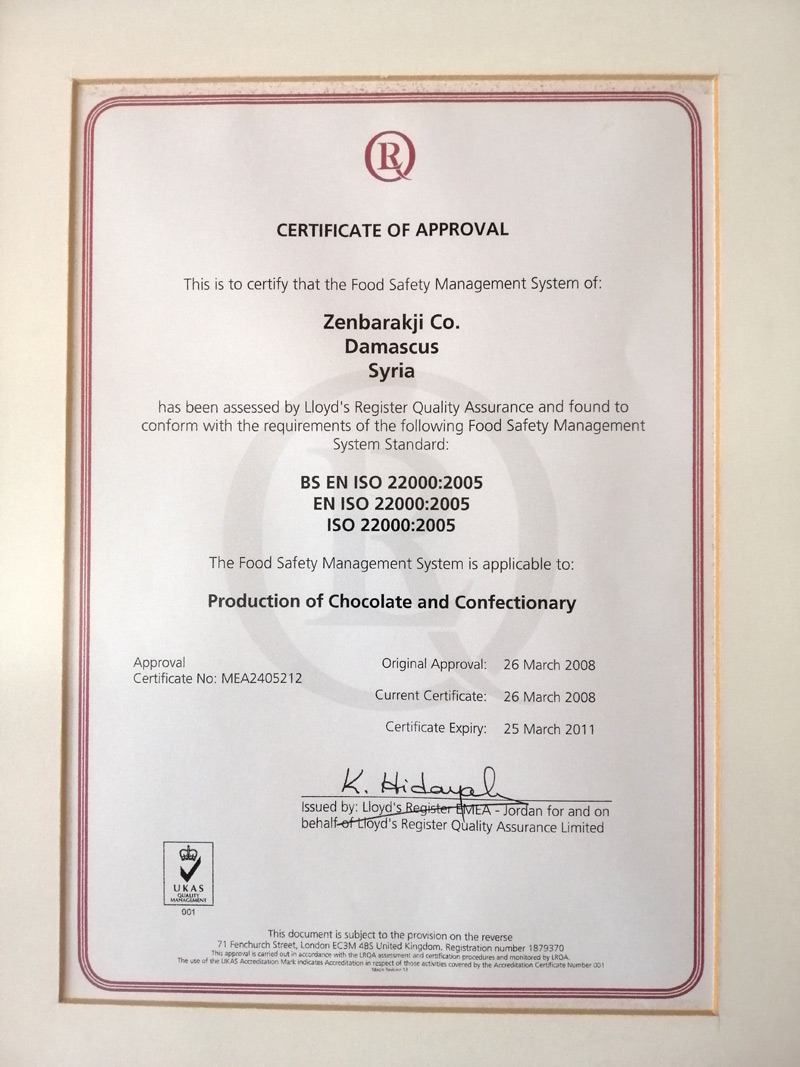 LRQ
CERTIFICATE OF APPROVAL
This is to certify that the Food Safety Management System of:
Zenbarakji Co.
Damascus
Syria
has been assessed by Lloyd's Register Quality Assurance and found to
conform with the requirements of the following Food Safety Management
System Standard:
BS EN ISO 22000:2005
EN ISO 22000:2005
ISO 22000:2005
The Food Safety Management System is applicable to:
Production of Chocolate and Confectionary
Approval
Certificate No: MEA2405212
Original Approval: 26 March 2008
Current Certificate: 26 March 2008
Certificate Expiry: 25 March 2011
K. Hidayah
Issued by: Lloyd's Register EMEA - Jordan for and on
behalf of Lloyd's Register Quality Assurance Limited
UKAS
QUALITY
MANAGEMENT
001
This document is subject to the provision on the reverse
71 Fenchurch Street, London EC3M 4BS United Kingdom. Registration number 1879370
This approval is carried out in accordance with the LRQA assessment and certification procedures and monitored by LRQA.
The use of the UKAS Accreditation Mark indicates Accreditation in respect of those activities covered by the Accreditation Certificate Number 001